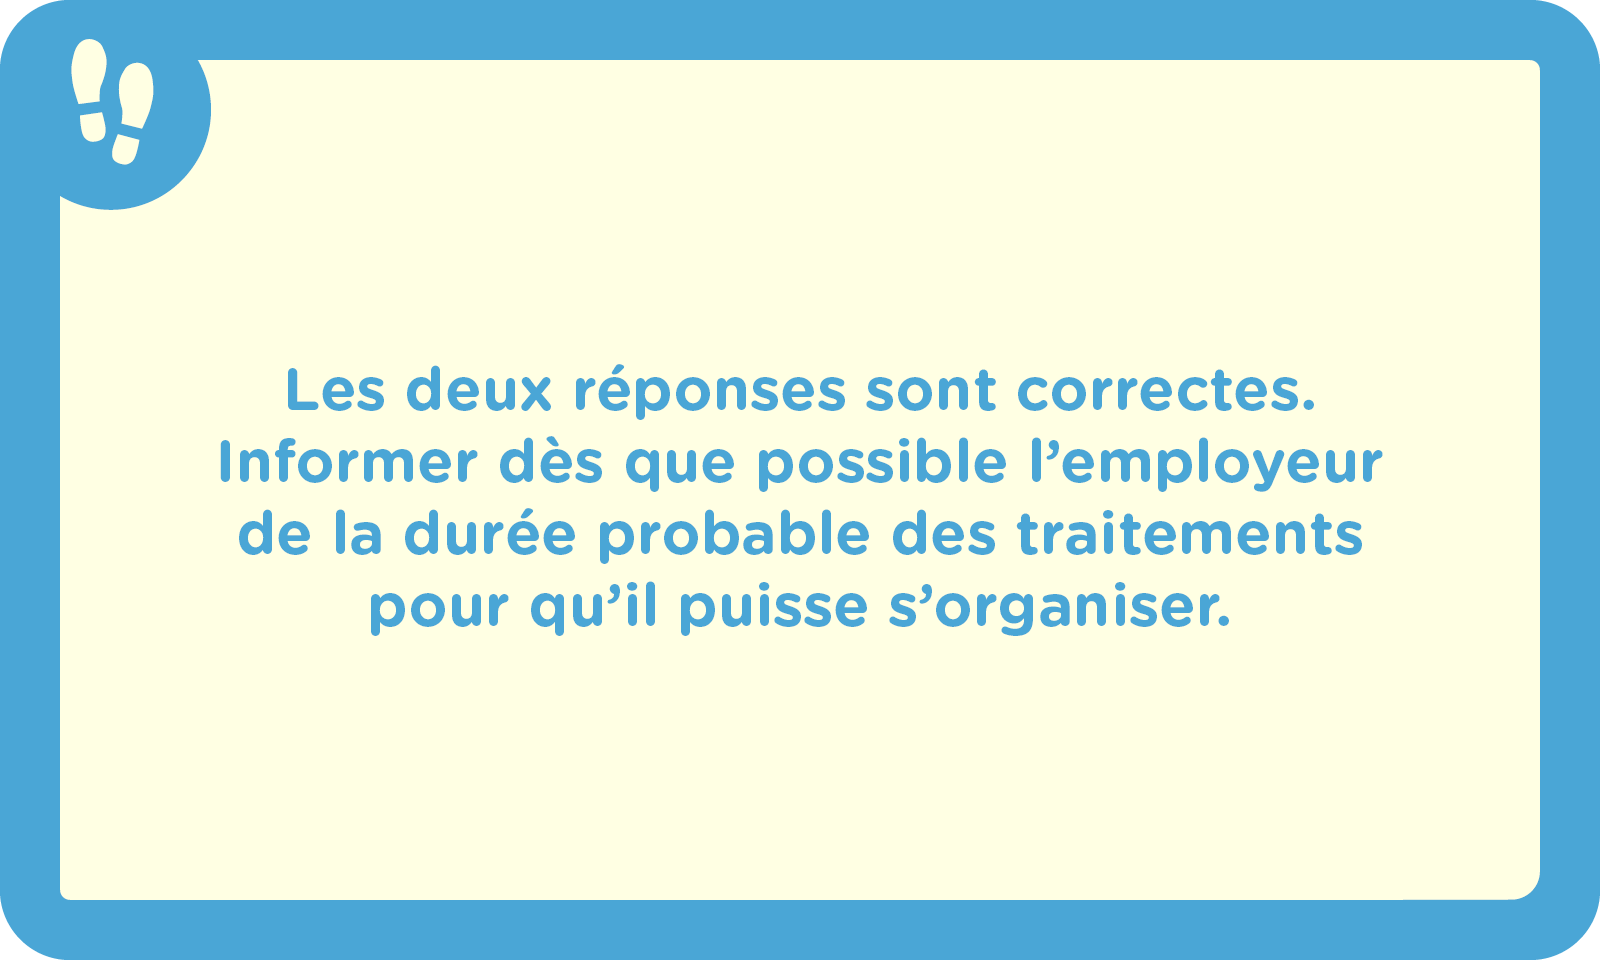 Les deux réponses sont correctes.
Informer dès que possible l’employeur
de la durée probable des traitements
pour qu’il puisse s’organiser.